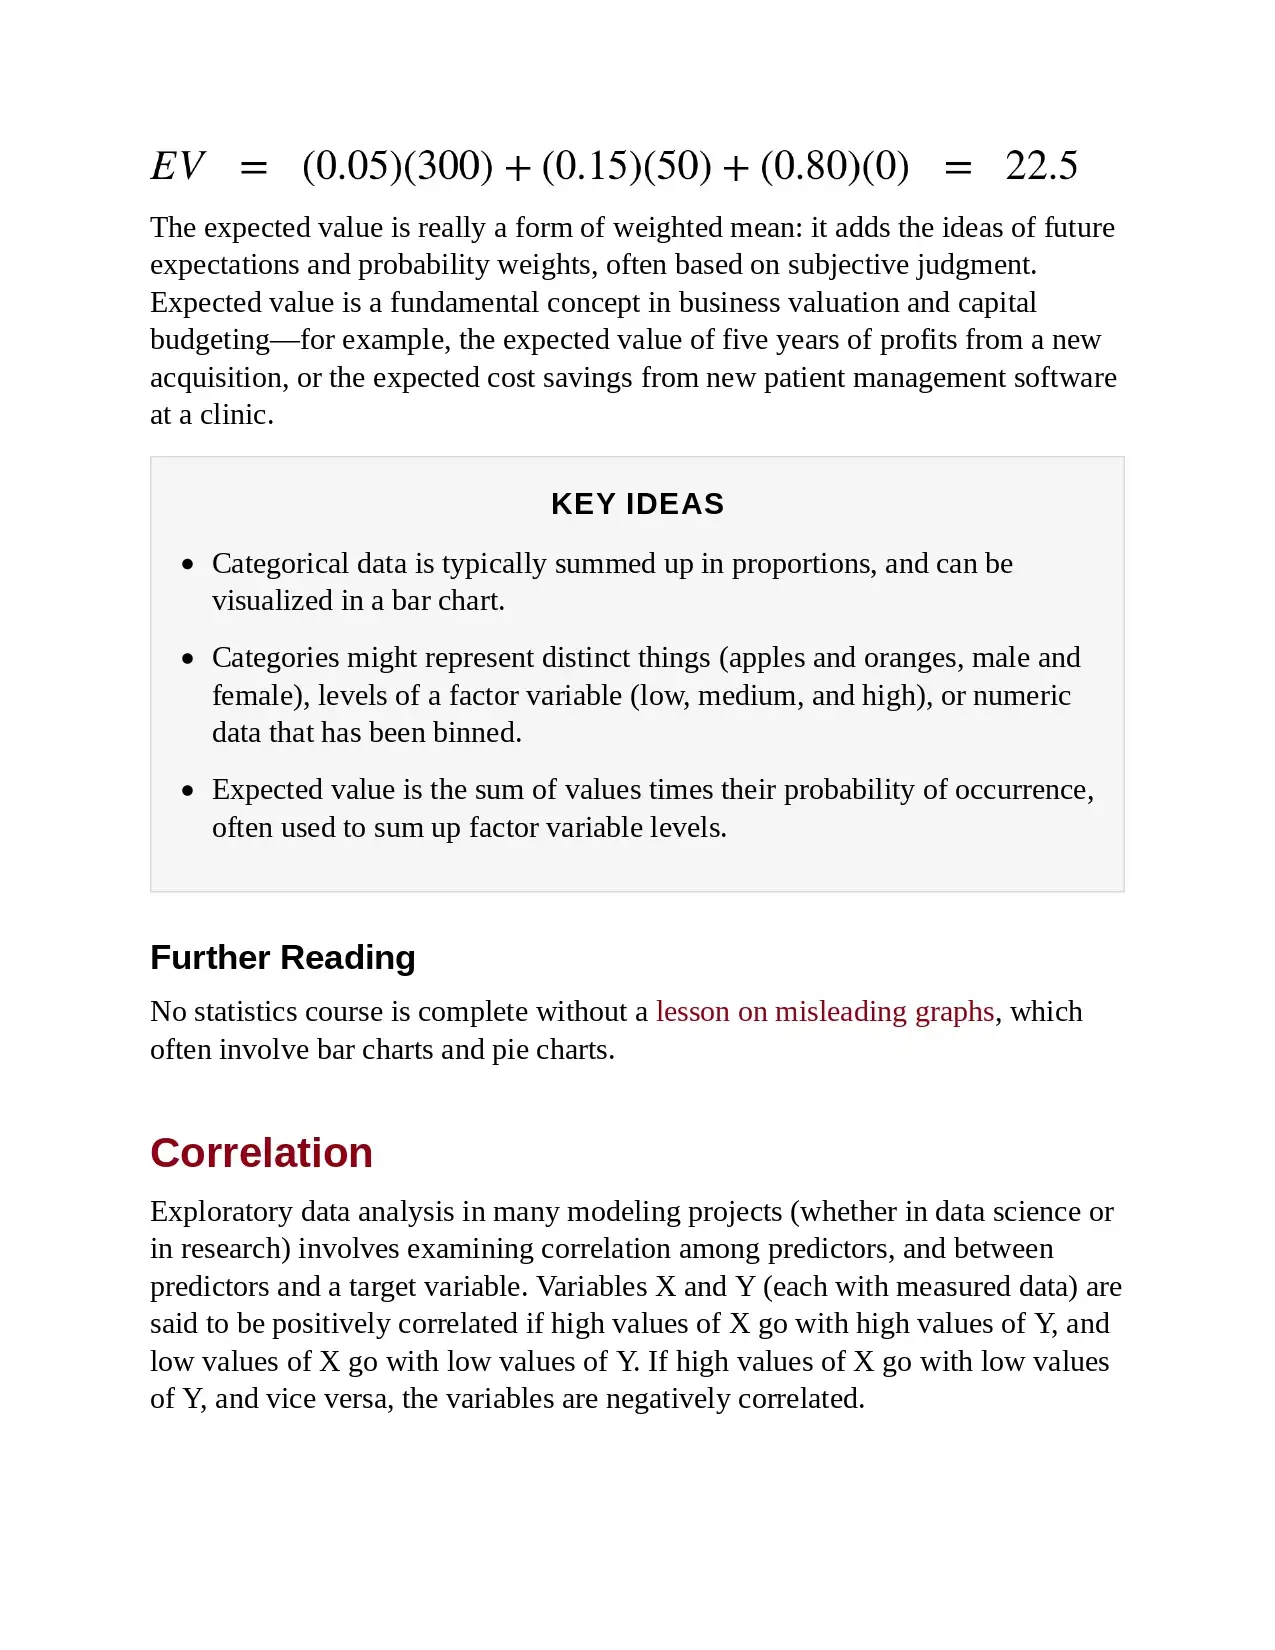 EV = (0.05)(300) + (0.15)(50) + (0.80)(0) = 22.5
The expected value is really a form of weighted mean: it adds the ideas of future
expectations and probability weights, often based on subjective judgment.
Expected value is a fundamental concept in business valuation and capital
budgeting—for example, the expected value of five years of profits from a new
acquisition, or the expected cost savings from new patient management software
at a clinic.
KEY IDEAS
• Categorical data is typically summed up in proportions, and can be
visualized in a bar chart.
• Categories might represent distinct things (apples and oranges, male and
female), levels of a factor variable (low, medium, and high), or numeric
data that has been binned.
• Expected value is the sum of values times their probability of occurrence,
often used to sum up factor variable levels.
Further Reading
No statistics course is complete without a lesson on misleading graphs, which
often involve bar charts and pie charts.
Correlation
Exploratory data analysis in many modeling projects (whether in data science or
in research) involves examining correlation among predictors, and between
predictors and a target variable. Variables X and Y (each with measured data) are
said to be positively correlated if high values of X go with high values of Y, and
low values of X go with low values of Y. If high values of X go with low values
of Y, and vice versa, the variables are negatively correlated.